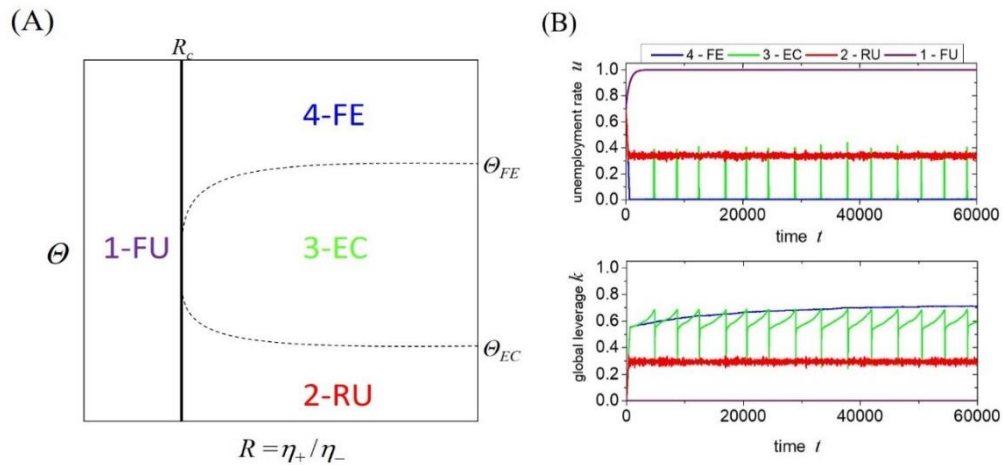 (A)
R_c
4-FE
Θ_FE
Θ
1-FU
3-EC
Θ_EC
2-RU
R = η₊/η₋
(B)
4 - FE 3 - EC 2 - RU 1 - FU
unemployment rate u
1.0
0.8
0.6
0.4
0.2
0.0
0 20000 40000 60000
time t
global leverage k
1.0
0.8
0.6
0.4
0.2
0.0
0 20000 40000 60000
time t